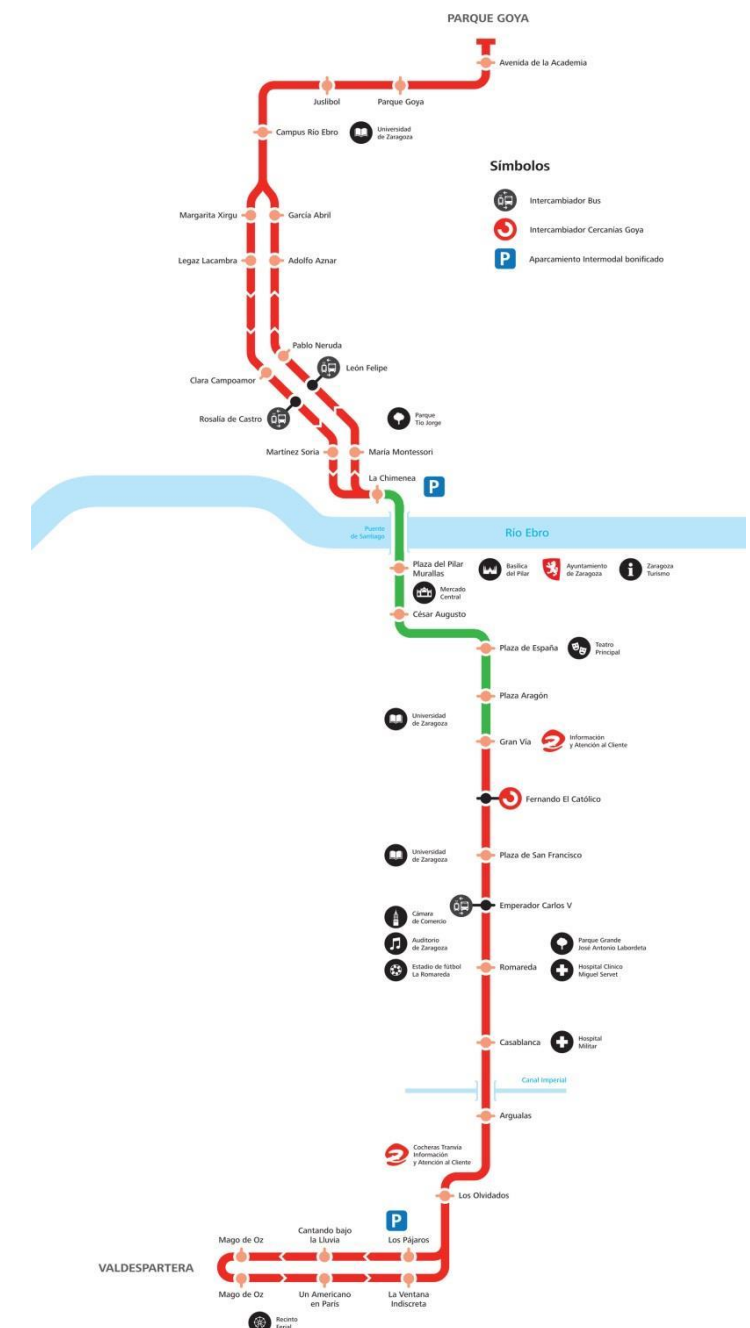 PARQUE GOYA
Avenida de la Academia
Juslibol
Parque Goya
Campus Río Ebro
Universidad
de Zaragoza
Símbolos
Intercambiador Bus
Intercambiador Cercanías Goya
P
Aparcamiento Intermodal bonificado
Margarita Xirgu
García Abril
Legaz Lacambra
Adolfo Aznar
Pablo Neruda
León Felipe
Clara Campoamor
Rosalía de Castro
Parque
Tío Jorge
Martínez Soria
Maria Montessori
La Chimenea
P
Puente
de Santiago
Río Ebro
Plaza del Pilar
Murallas
Basílica
del Pilar
Ayuntamiento
de Zaragoza
Zaragoza
Turismo
Mercado
Central
César Augusto
Plaza de España
Teatro
Principal
Plaza Aragón
Universidad
de Zaragoza
Gran Vía
Información
y Atención al Cliente
Fernando El Católico
Universidad
de Zaragoza
Plaza de San Francisco
Emperador Carlos V
Cámara
de Comercio
Auditorio
de Zaragoza
Estadio de fútbol
La Romareda
Romareda
Parque Grande
José Antonio Labordeta
Hospital Clínico
Miguel Servet
Casablanca
Hospital
Militar
Canal Imperial
Argualas
Cocheras Tranvía
Información
y Atención al Cliente
Los Olvidados
P
Mago de Oz
Cantando bajo
la Lluvia
Los Pájaros
VALDESPARTERA
Mago de Oz
Un Americano
en París
La Ventana
Indiscreta
Recinto
Ferial